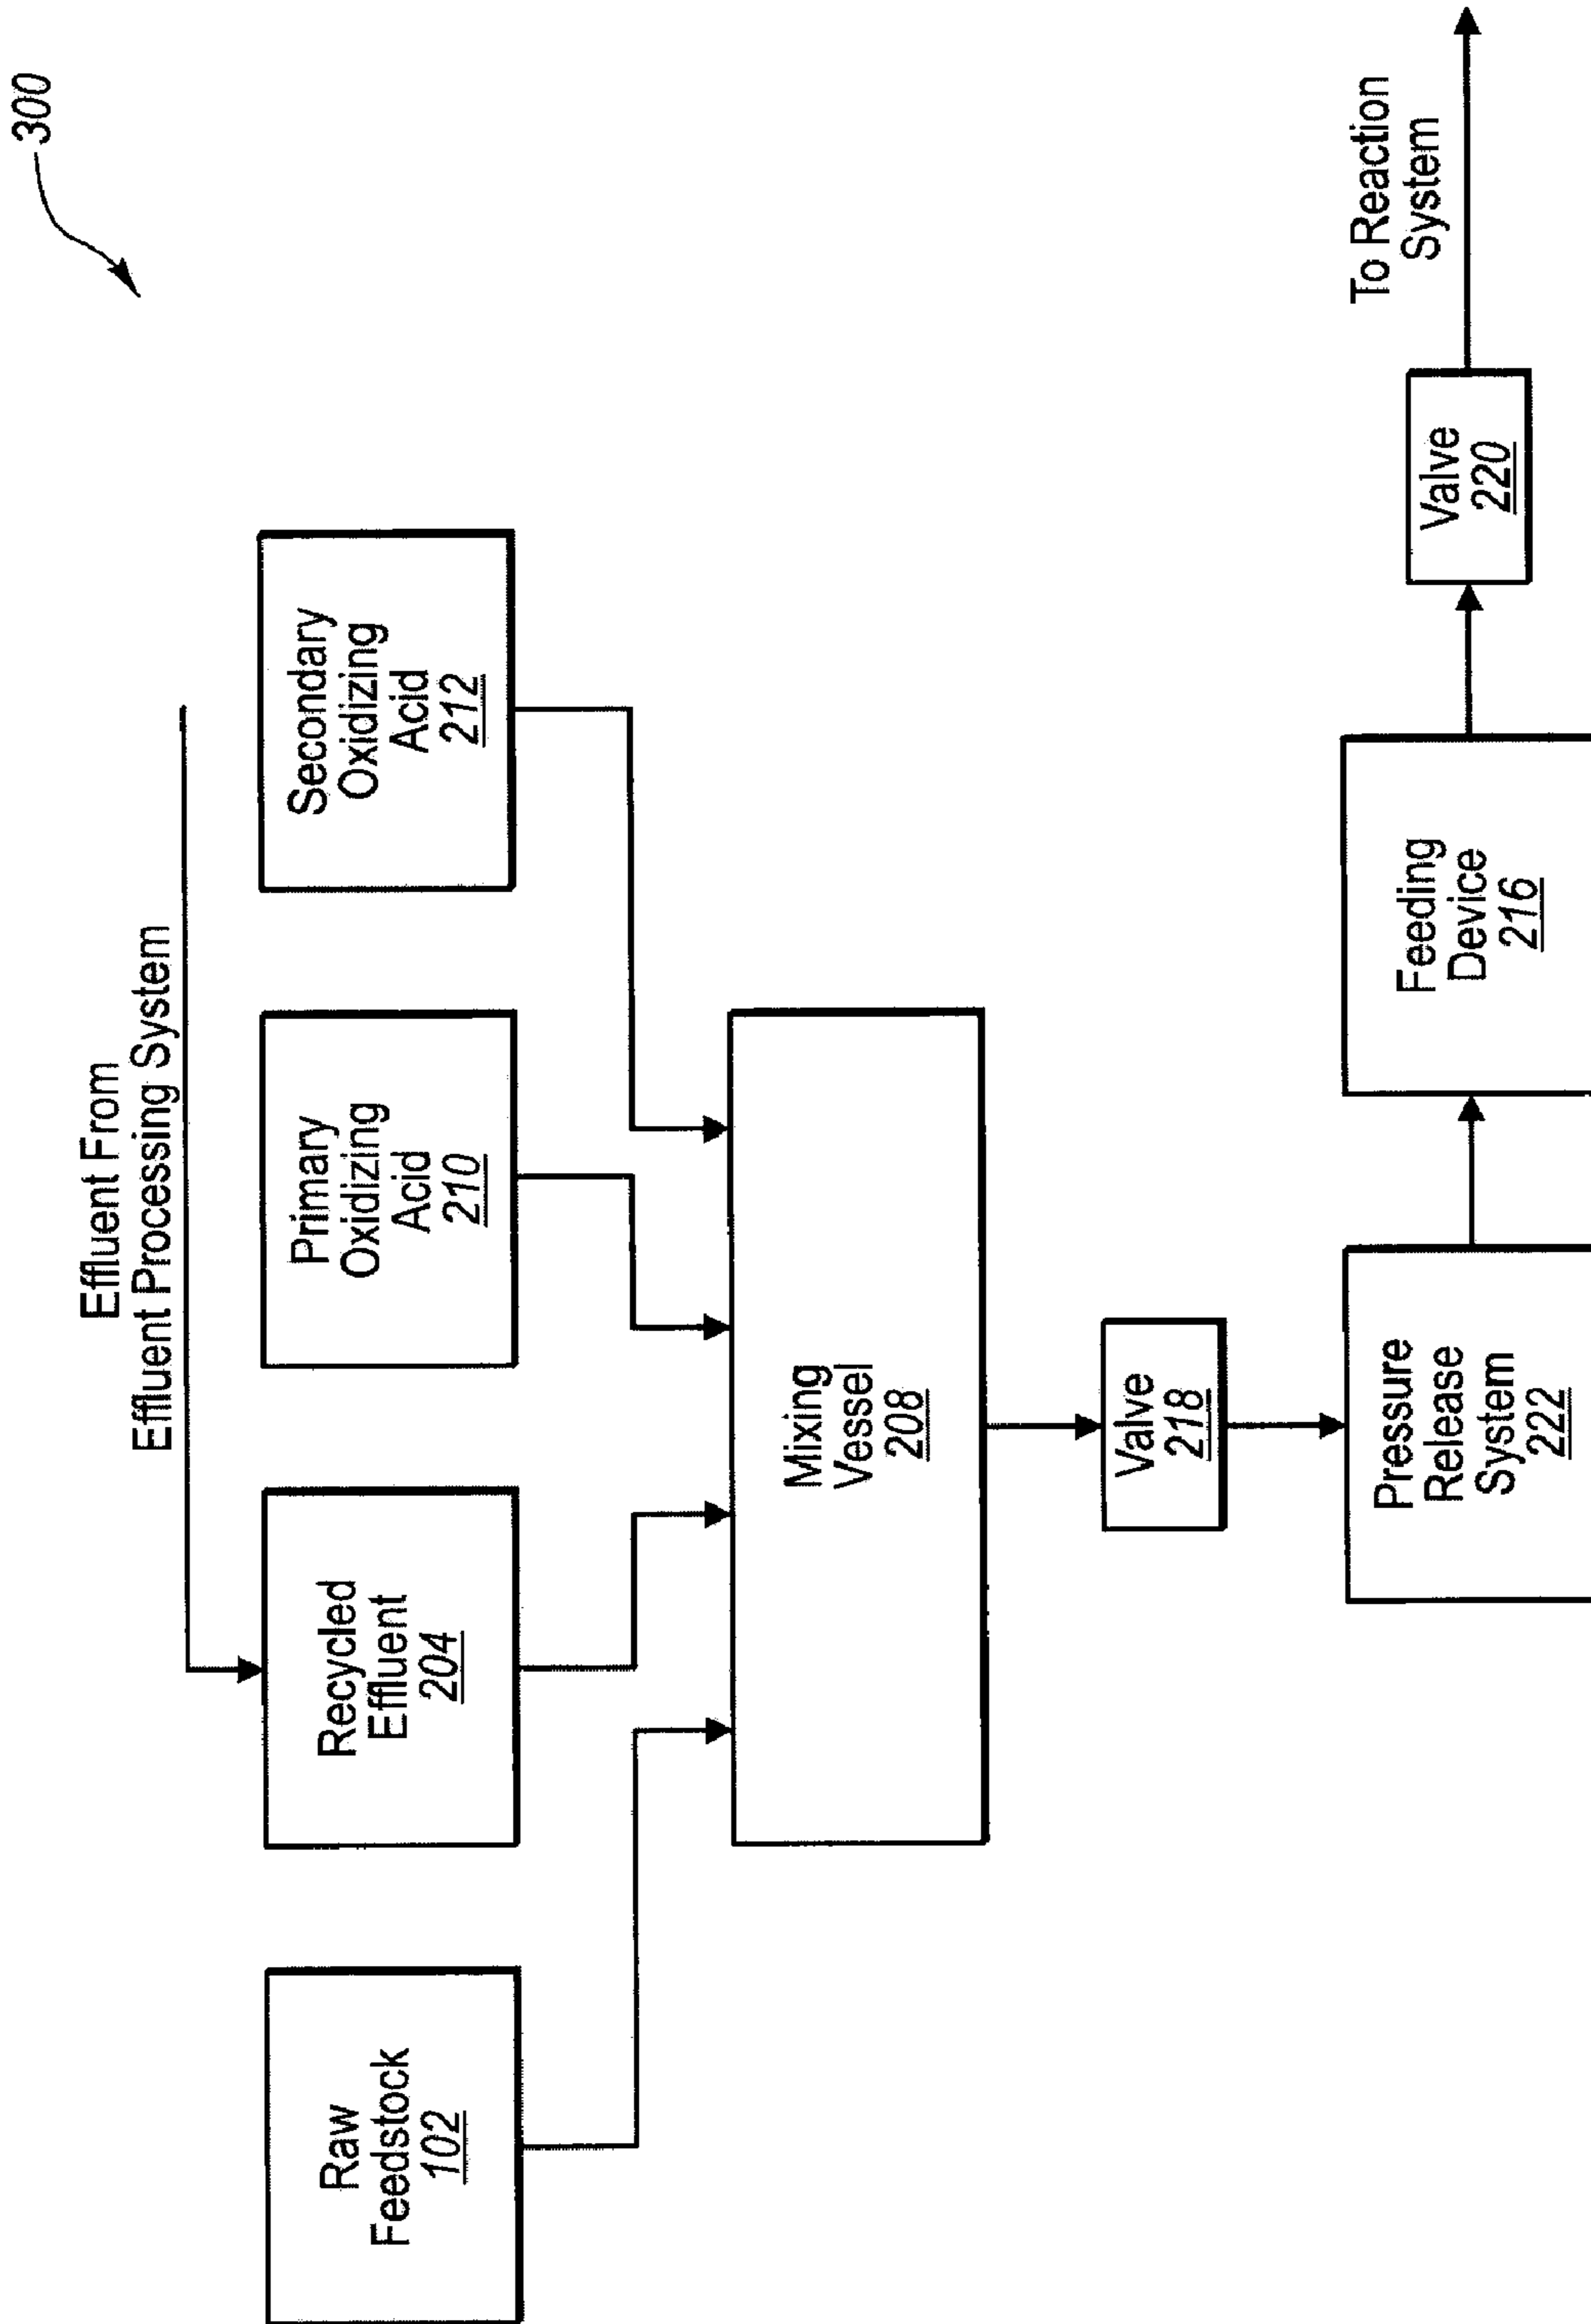 300
Effluent From
Effluent Processing System
Raw
Feedstock
102
Recycled
Effluent
204
Primary
Oxidizing
Acid
210
Secondary
Oxidizing
Acid
212
Mixing
Vessel
208
Valve
218
Pressure
Release
System
222
Feeding
Device
216
Valve
220
To Reaction
System